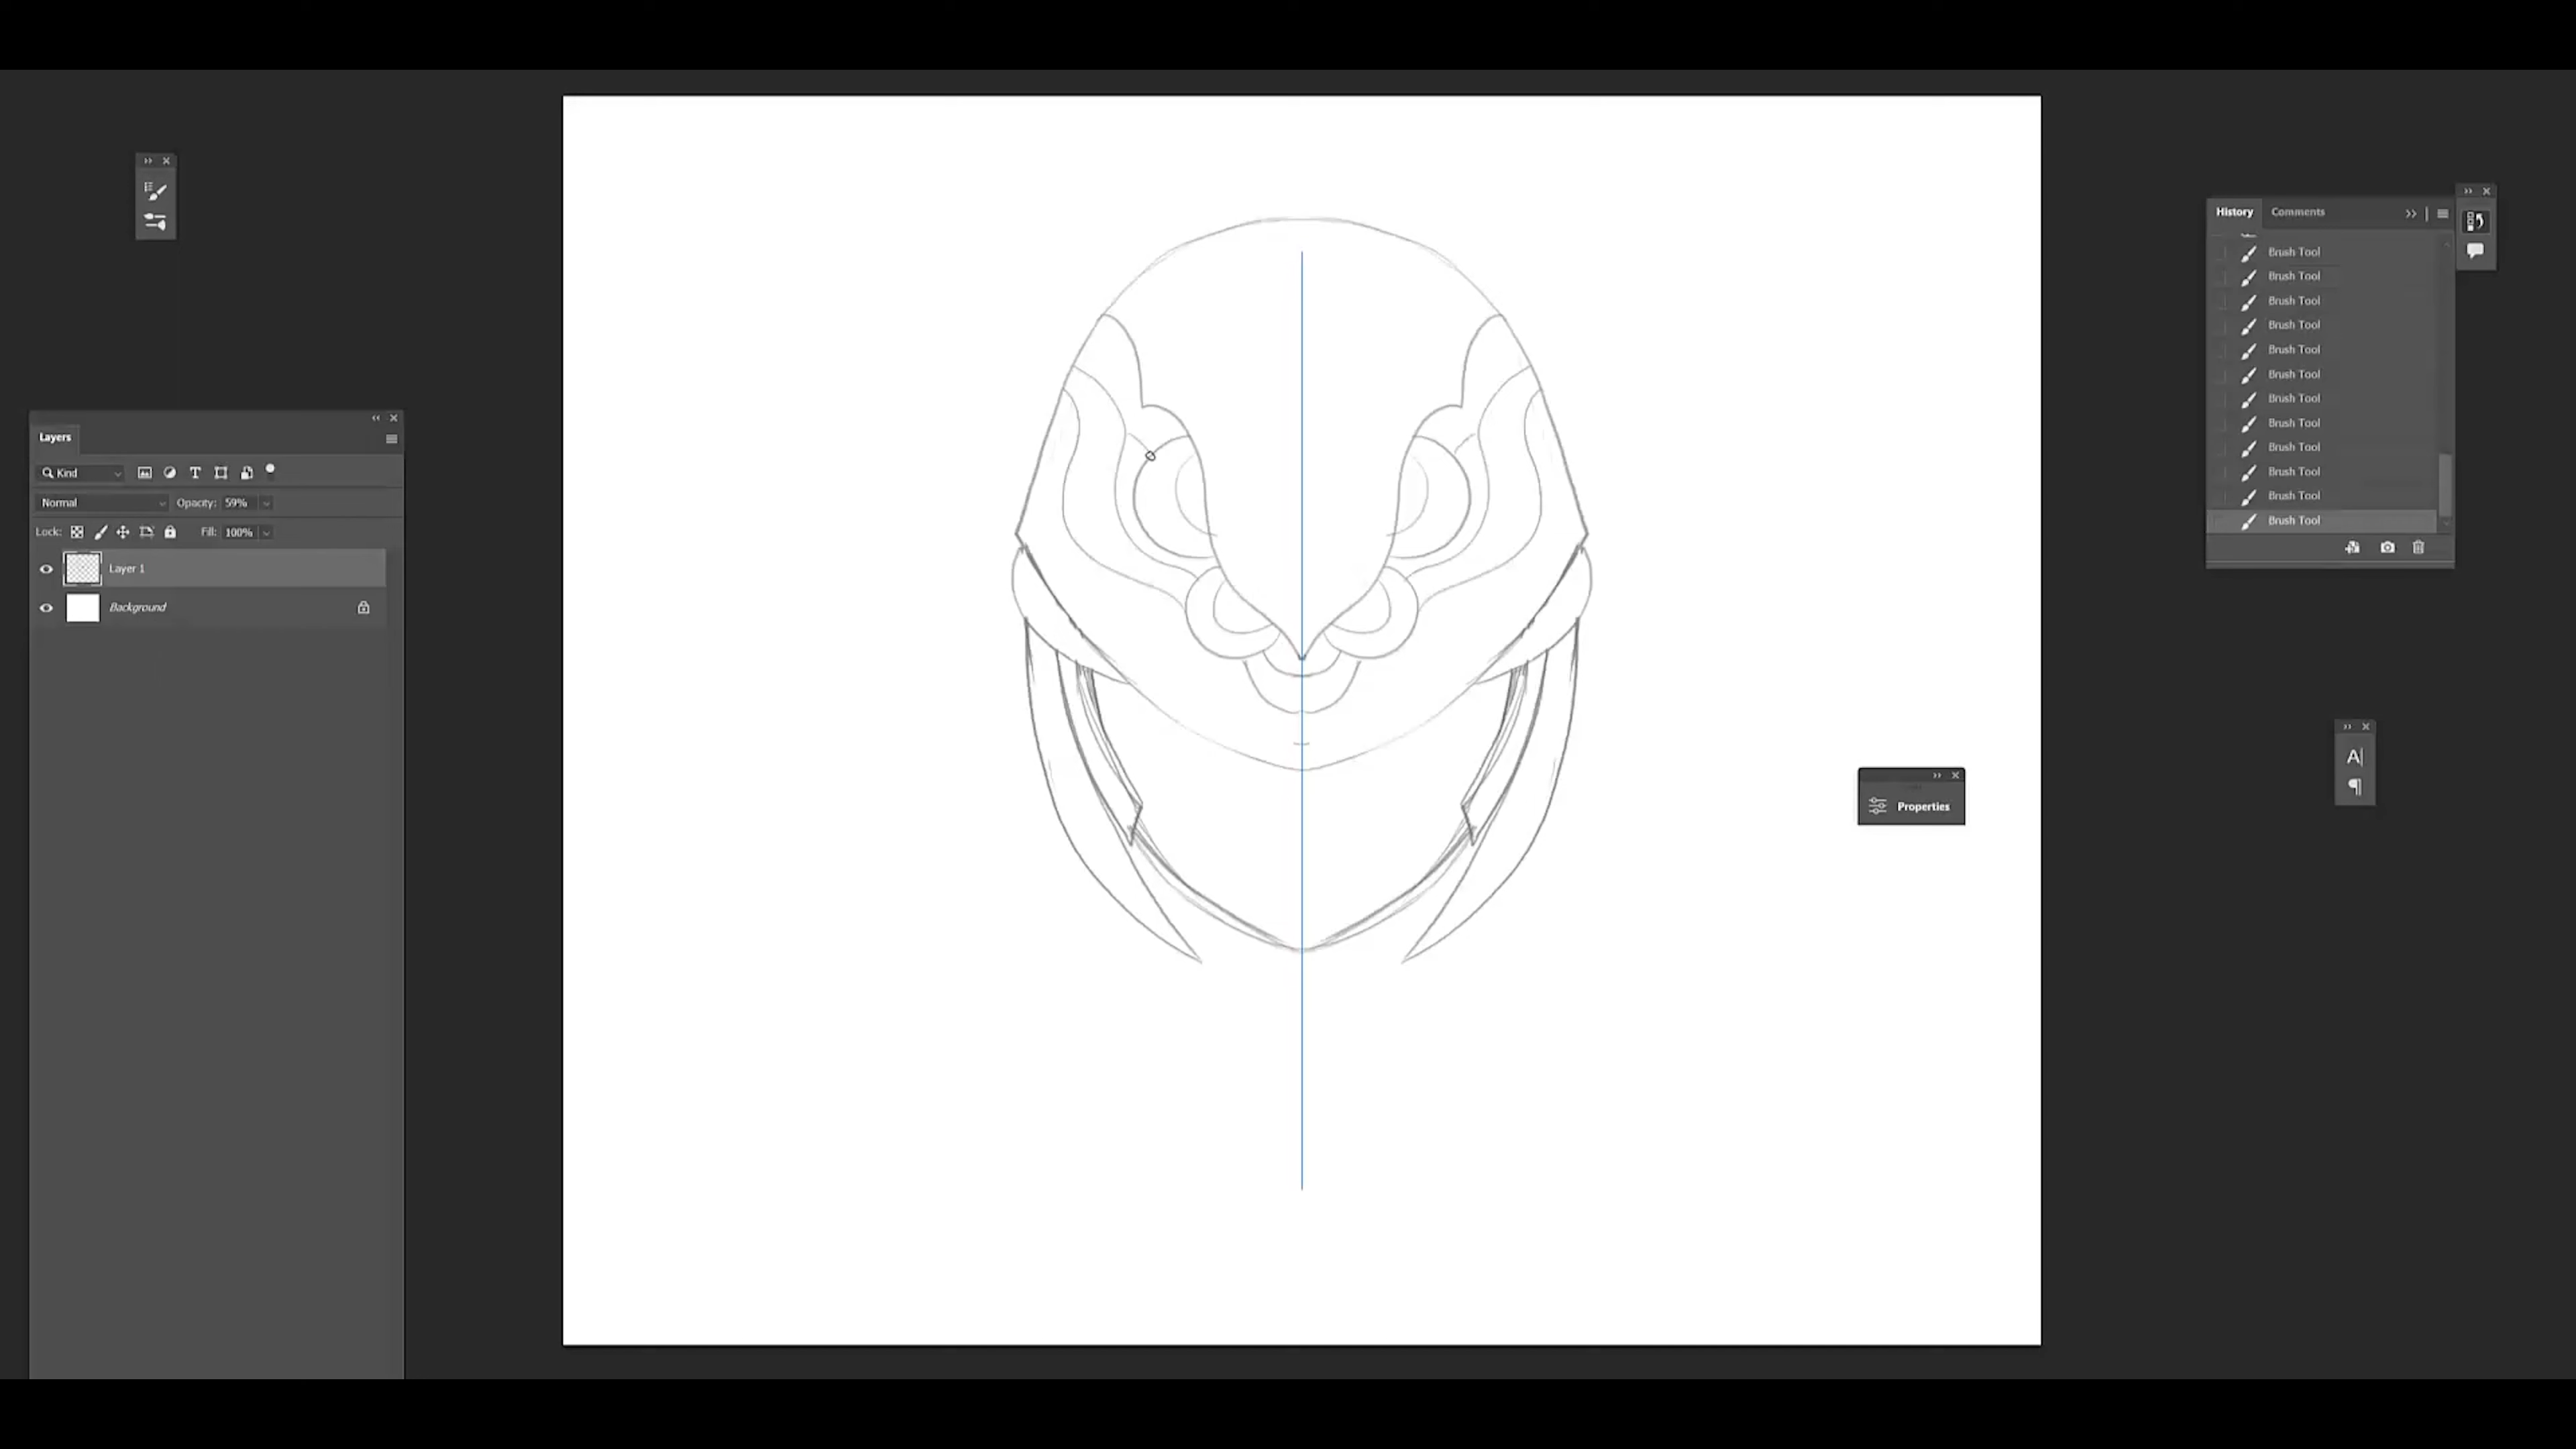 History Comments
Brush Tool
Brush Tool
Brush Tool
Brush Tool
Brush Tool
Brush Tool
Brush Tool
Brush Tool
Brush Tool
Brush Tool
Brush Tool
Brush Tool
Layers
Kind
Normal Opacity: 59%
Lock: Fill: 100%
Layer 1
Background
Properties